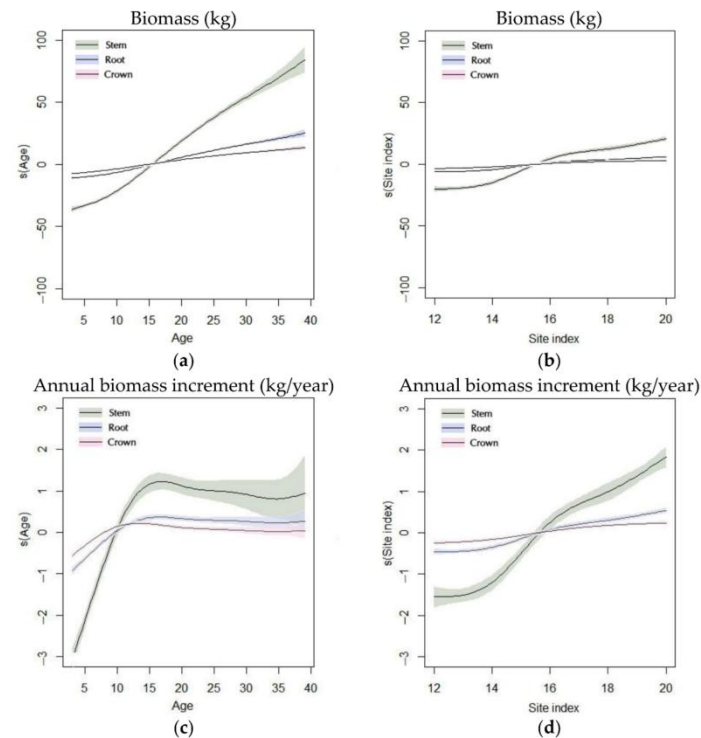 Biomass (kg)
Stem
Root
Crown
100
50
0
−50
−100
s(Age)
5 10 15 20 25 30 35 40
Age
(a)
Biomass (kg)
Stem
Root
Crown
100
50
0
−50
−100
s(Site index)
12 14 16 18 20
Site index
(b)
Annual biomass increment (kg/year)
Stem
Root
Crown
3
2
1
0
−1
−2
−3
s(Age)
5 10 15 20 25 30 35 40
Age
(c)
Annual biomass increment (kg/year)
Stem
Root
Crown
3
2
1
0
−1
−2
−3
s(Site index)
12 14 16 18 20
Site index
(d)